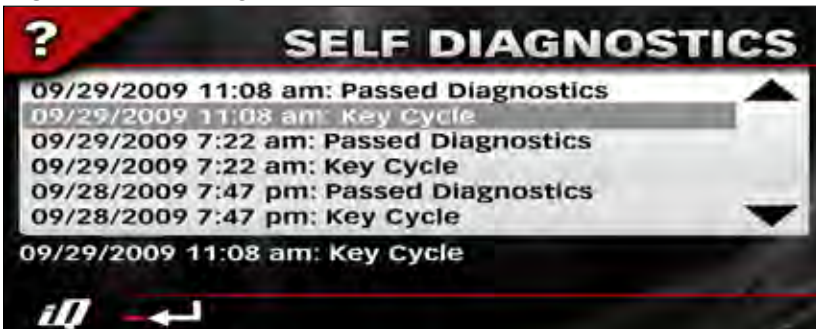 ?
SELF DIAGNOSTICS
09/29/2009 11:08 am: Passed Diagnostics
09/29/2009 11:08 am: Key Cycle
09/29/2009 7:22 am: Passed Diagnostics
09/29/2009 7:22 am: Key Cycle
09/28/2009 7:47 pm: Passed Diagnostics
09/28/2009 7:47 pm: Key Cycle
09/29/2009 11:08 am: Key Cycle
iQ